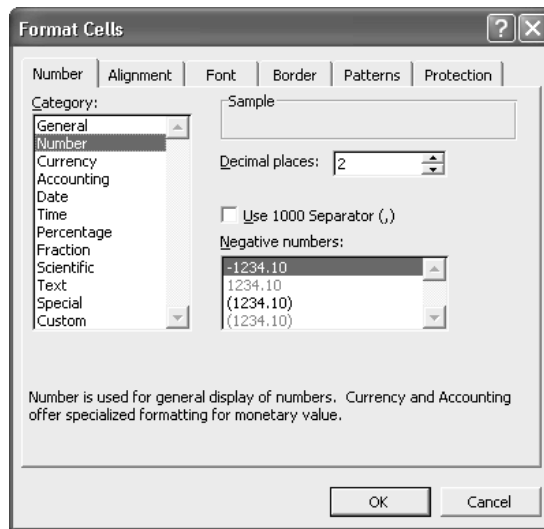 Format Cells
Number Alignment Font Border Patterns Protection
Category:
General
Number
Currency
Accounting
Date
Time
Percentage
Fraction
Scientific
Text
Special
Custom
Sample
Decimal places: 2
Use 1000 Separator (,)
Negative numbers:
-1234.10
1234.10
(1234.10)
(1234.10)
Number is used for general display of numbers. Currency and Accounting
offer specialized formatting for monetary value.
OK Cancel